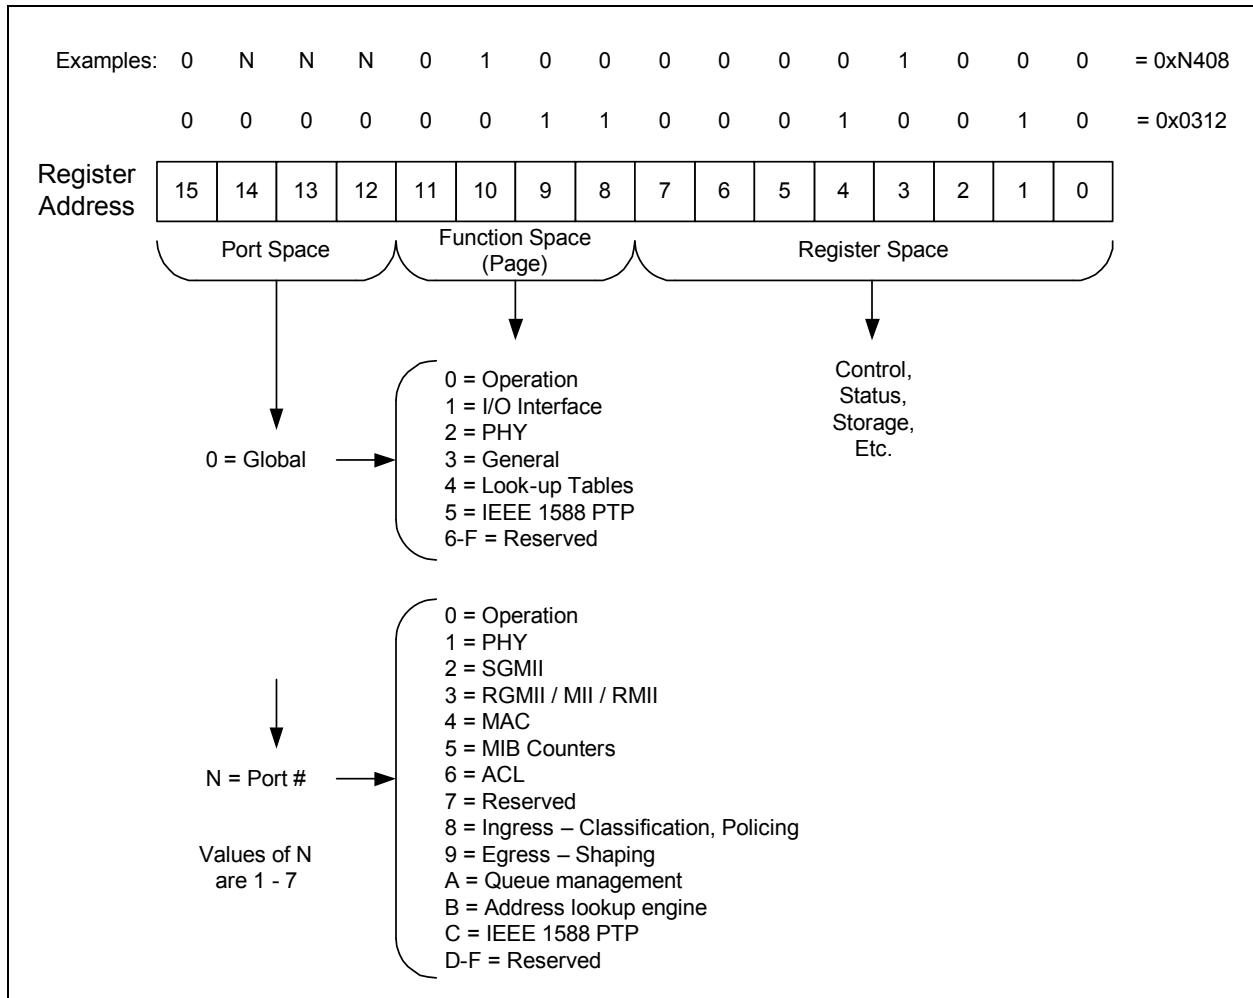 Examples: 0 N N N 0 1 0 0 0 0 0 0 1 0 0 0 = 0xN408
0 0 0 0 0 0 1 1 0 0 0 1 0 0 1 0 = 0x0312
Register
Address
15 14 13 12 11 10 9 8 7 6 5 4 3 2 1 0
Port Space
Function Space
(Page)
Register Space
0 = Global
0 = Operation
1 = I/O Interface
2 = PHY
3 = General
4 = Look-up Tables
5 = IEEE 1588 PTP
6-F = Reserved
Control,
Status,
Storage,
Etc.
N = Port #
Values of N
are 1 - 7
0 = Operation
1 = PHY
2 = SGMII
3 = RGMII / MII / RMII
4 = MAC
5 = MIB Counters
6 = ACL
7 = Reserved
8 = Ingress – Classification, Policing
9 = Egress – Shaping
A = Queue management
B = Address lookup engine
C = IEEE 1588 PTP
D-F = Reserved